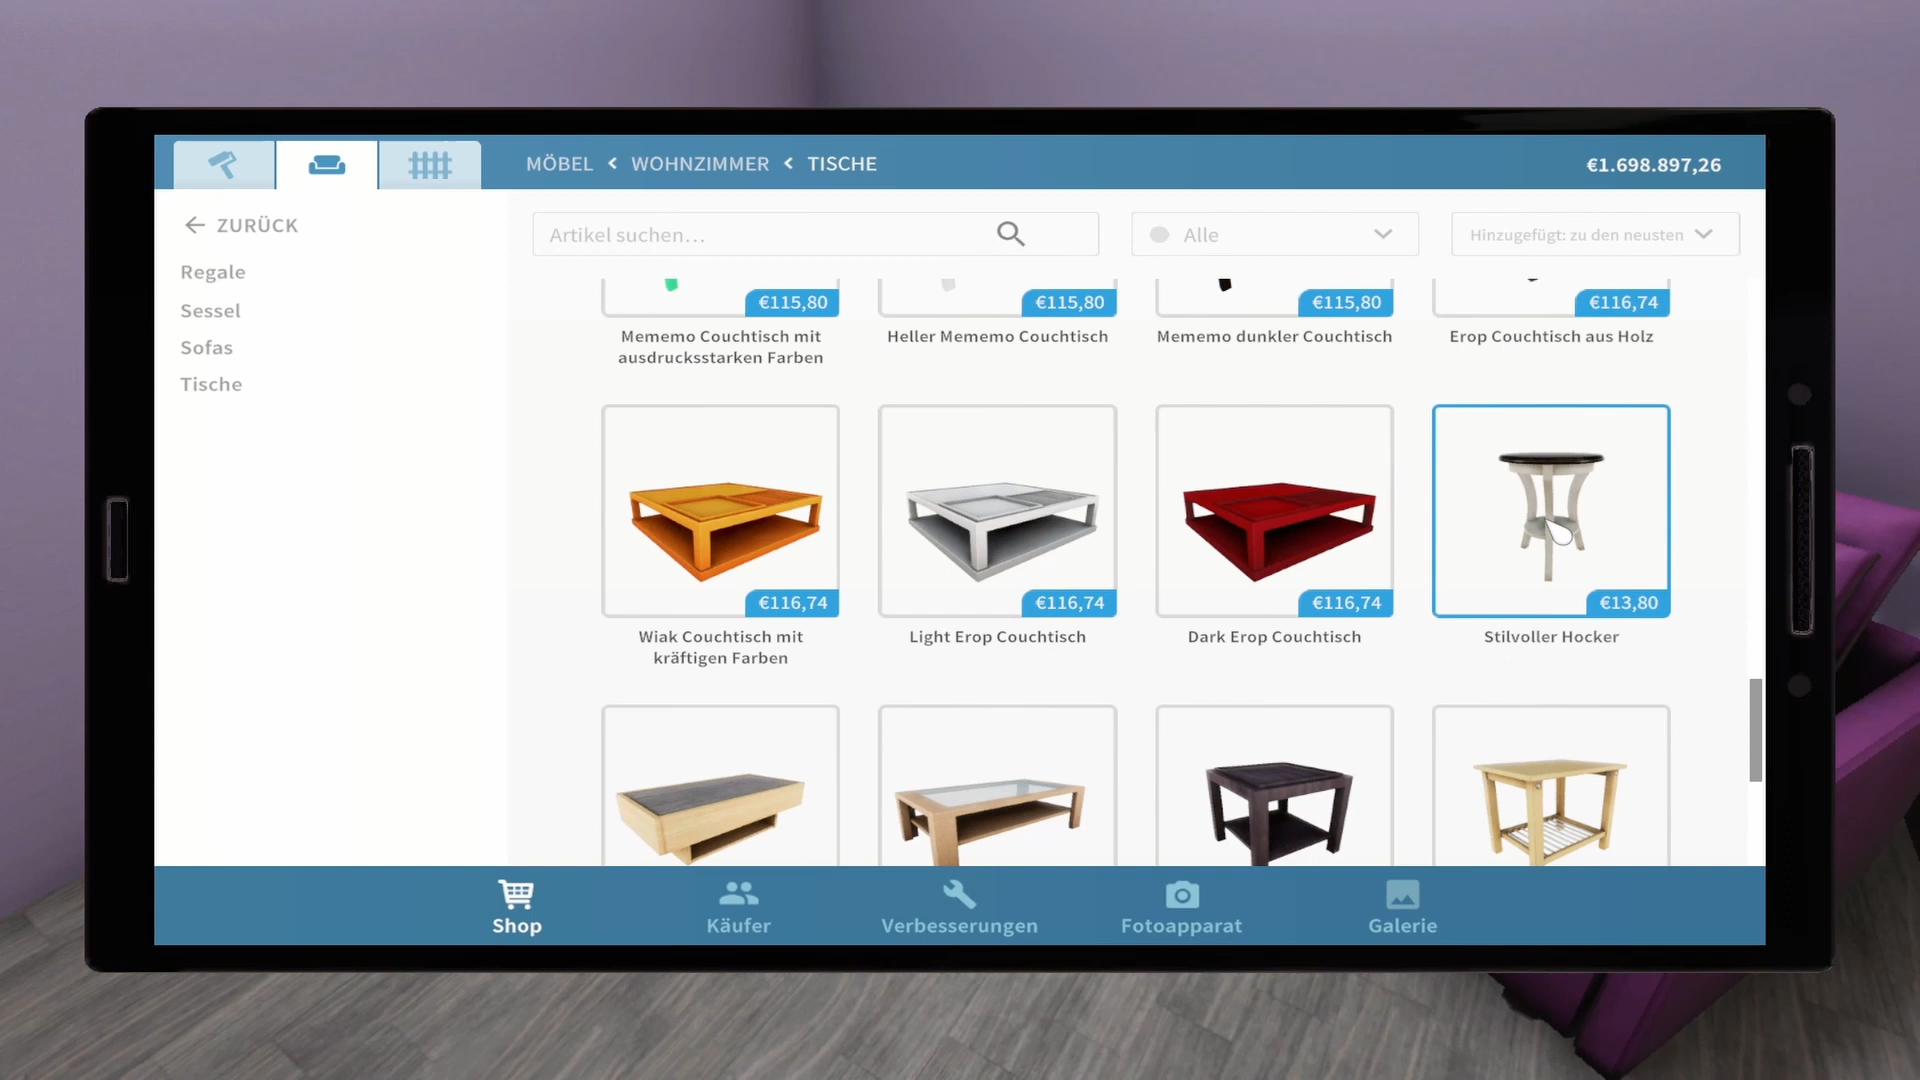 MÖBEL < WOHNZIMMER < TISCHE
€1.698.897,26
ZURÜCK
Regale
Sessel
Sofas
Tische
Artikel suchen...
Alle
Hinzugefügt: zu den neusten
€115,80
€115,80
€115,80
€116,74
Mememo Couchtisch mit
ausdrucksstarken Farben
Heller Mememo Couchtisch
Mememo dunkler Couchtisch
Erop Couchtisch aus Holz
€116,74
€116,74
€116,74
€13,80
Wiak Couchtisch mit
kräftigen Farben
Light Erop Couchtisch
Dark Erop Couchtisch
Stilvoller Hocker
Shop
Käufer
Verbesserungen
Fotoapparat
Galerie